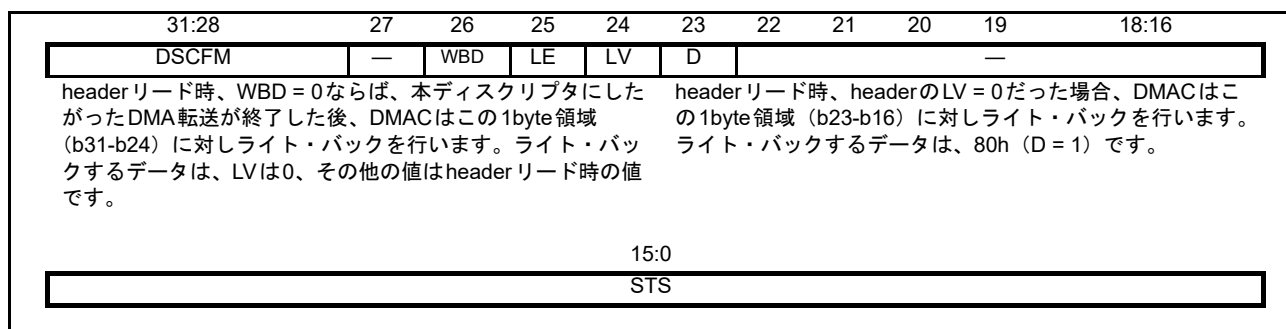 31:28 27 26 25 24 23 22 21 20 19 18:16
DSCFM — WBD LE LV D —
headerリード時、WBD = 0ならば、本ディスクリプタにした
がったDMA転送が終了した後、DMACはこの1byte領域
（b31-b24）に対しライト・バックを行います。ライト・バッ
クするデータは、LVは0、その他の値はheaderリード時の値
です。
headerリード時、headerのLV = 0だった場合、DMACはこ
の1byte領域（b23-b16）に対しライト・バックを行います。
ライト・バックするデータは、80h（D = 1）です。
15:0
STS